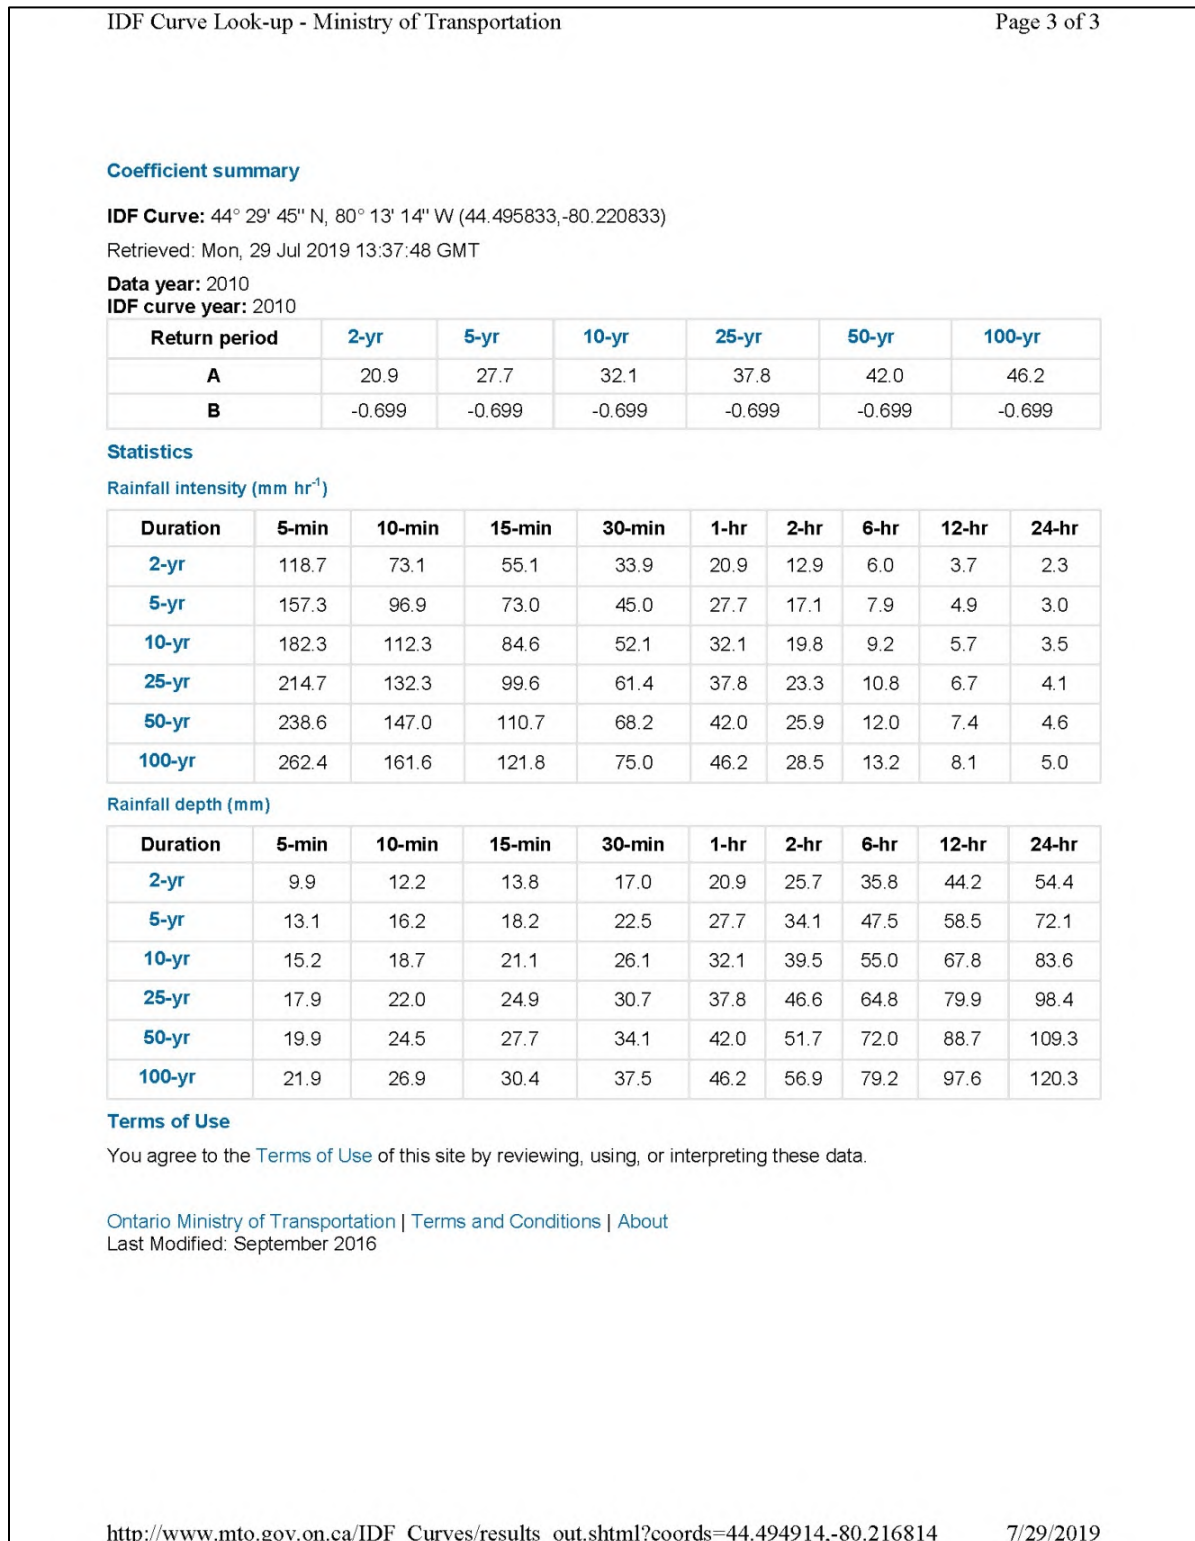 IDF Curve Look-up - Ministry of Transportation Page 3 of 3
Coefficient summary
IDF Curve: 44° 29' 45" N, 80° 13' 14" W (44.495833,-80.220833)
Retrieved: Mon, 29 Jul 2019 13:37:48 GMT
Data year: 2010
IDF curve year: 2010
Return period 2-yr 5-yr 10-yr 25-yr 50-yr 100-yr
A 20.9 27.7 32.1 37.8 42.0 46.2
B -0.699 -0.699 -0.699 -0.699 -0.699 -0.699
Statistics
Rainfall intensity (mm hr-1)
Duration 5-min 10-min 15-min 30-min 1-hr 2-hr 6-hr 12-hr 24-hr
2-yr 118.7 73.1 55.1 33.9 20.9 12.9 6.0 3.7 2.3
5-yr 157.3 96.9 73.0 45.0 27.7 17.1 7.9 4.9 3.0
10-yr 182.3 112.3 84.6 52.1 32.1 19.8 9.2 5.7 3.5
25-yr 214.7 132.3 99.6 61.4 37.8 23.3 10.8 6.7 4.1
50-yr 238.6 147.0 110.7 68.2 42.0 25.9 12.0 7.4 4.6
100-yr 262.4 161.6 121.8 75.0 46.2 28.5 13.2 8.1 5.0
Rainfall depth (mm)
Duration 5-min 10-min 15-min 30-min 1-hr 2-hr 6-hr 12-hr 24-hr
2-yr 9.9 12.2 13.8 17.0 20.9 25.7 35.8 44.2 54.4
5-yr 13.1 16.2 18.2 22.5 27.7 34.1 47.5 58.5 72.1
10-yr 15.2 18.7 21.1 26.1 32.1 39.5 55.0 67.8 83.6
25-yr 17.9 22.0 24.9 30.7 37.8 46.6 64.8 79.9 98.4
50-yr 19.9 24.5 27.7 34.1 42.0 51.7 72.0 88.7 109.3
100-yr 21.9 26.9 30.4 37.5 46.2 56.9 79.2 97.6 120.3
Terms of Use
You agree to the Terms of Use of this site by reviewing, using, or interpreting these data.
Ontario Ministry of Transportation | Terms and Conditions | About
Last Modified: September 2016
http://www.mto.gov.on.ca/IDF_Curves/results_out.shtml?coords=44.494914,-80.216814 7/29/2019